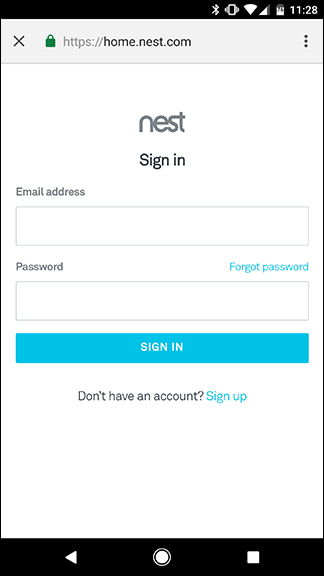 11:28
https://home.nest.com
nest
Sign in
Email address
Password Forgot password
SIGN IN
Don't have an account? Sign up